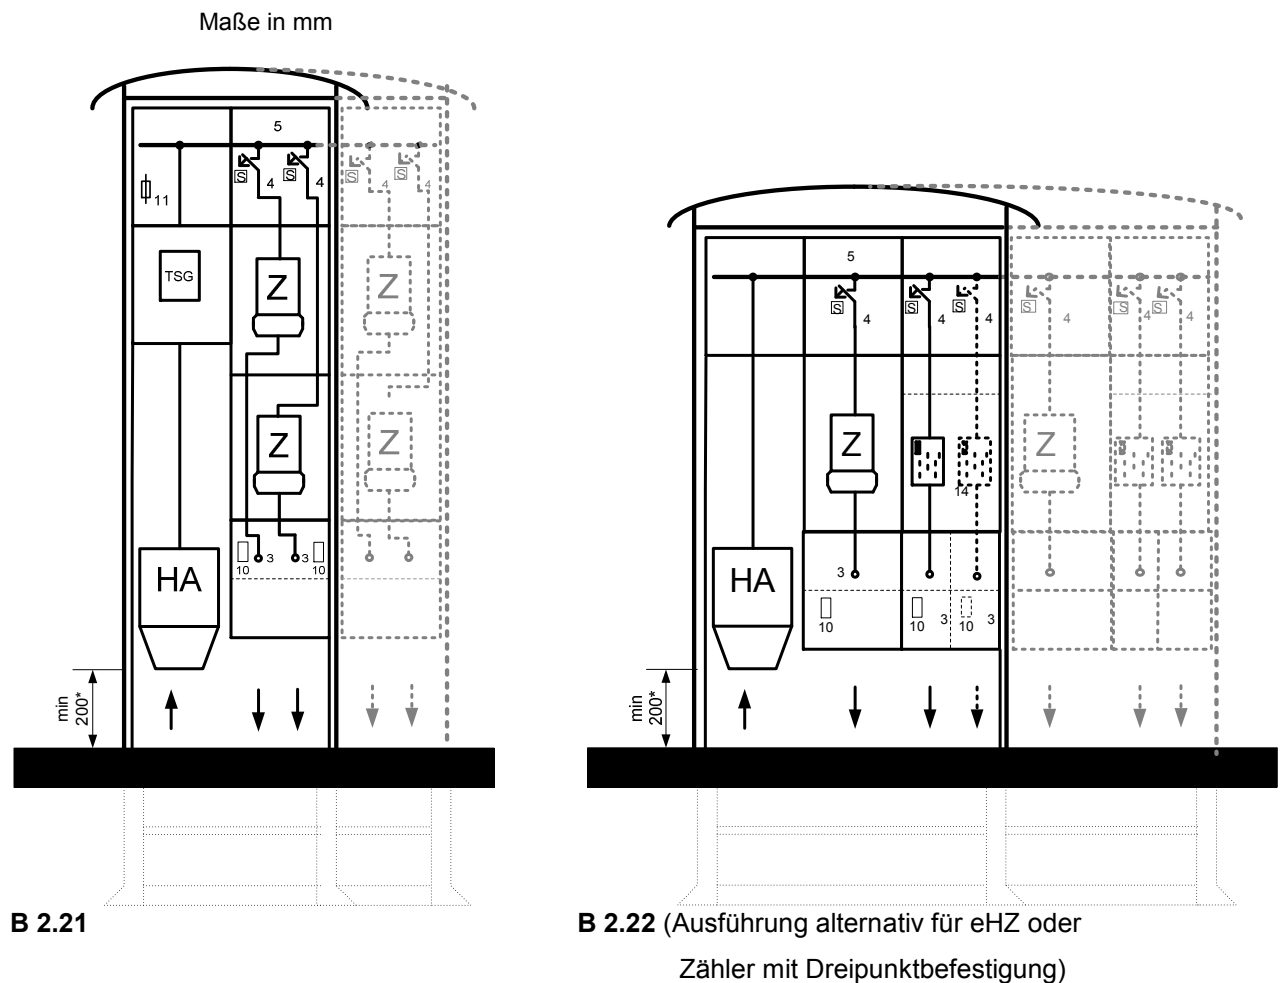 Maße in mm
5
S
S
4
4
S
S
4
4
11
TSG
Z
Z
Z
Z
HA
10
3
3
10
min
200*
B 2.21
5
S
4
S
4
S
4
S
4
S
4
S
4
Z
14
Z
HA
3
10
10
3
10
3
min
200*
B 2.22 (Ausführung alternativ für eHZ oder
Zähler mit Dreipunktbefestigung)